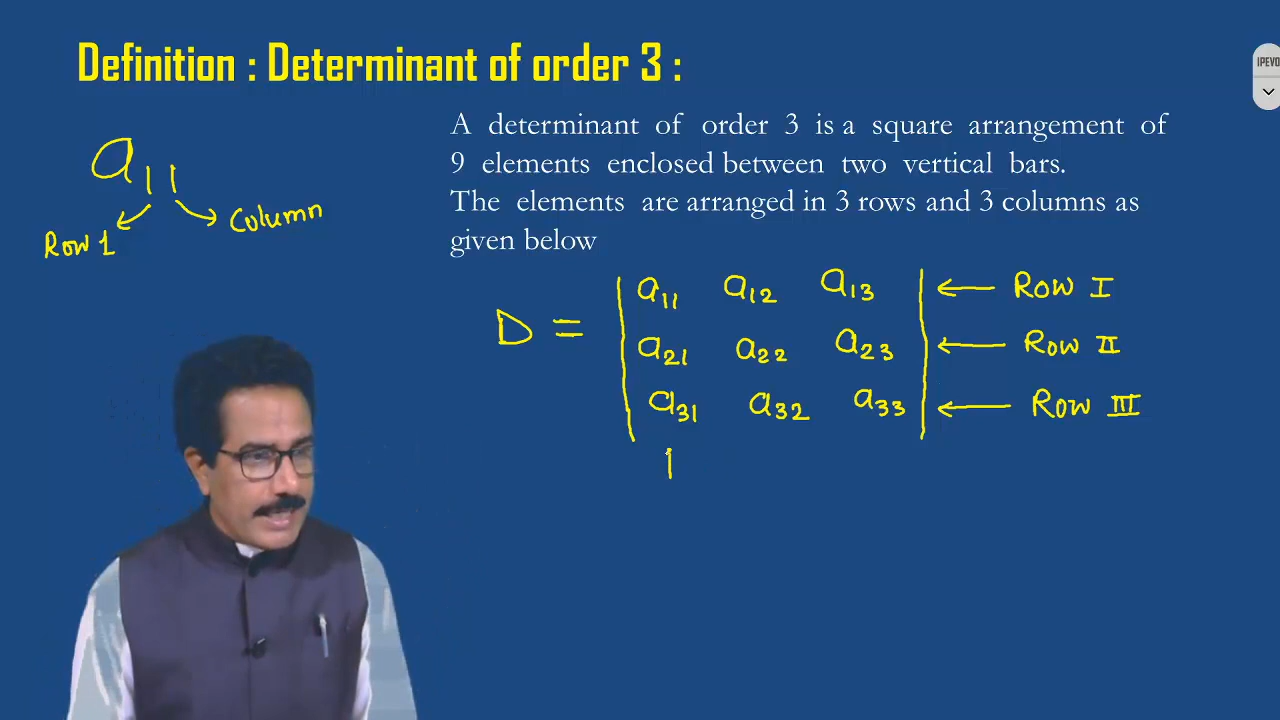 Definition : Determinant of order 3 :
IPEVO
a11
Row 1
Column
A determinant of order 3 is a square arrangement of
9 elements enclosed between two vertical bars.
The elements are arranged in 3 rows and 3 columns as
given below
D = | a11 a12 a13 | ← Row I
| a21 a22 a23 | ← Row II
| a31 a32 a33 | ← Row III